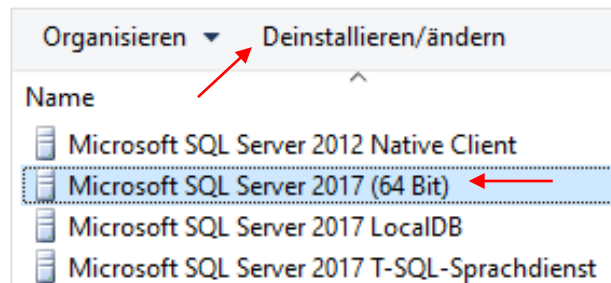 Organisieren Deinstallieren/ändern
Name
Microsoft SQL Server 2012 Native Client
Microsoft SQL Server 2017 (64 Bit)
Microsoft SQL Server 2017 LocalDB
Microsoft SQL Server 2017 T-SQL-Sprachdienst